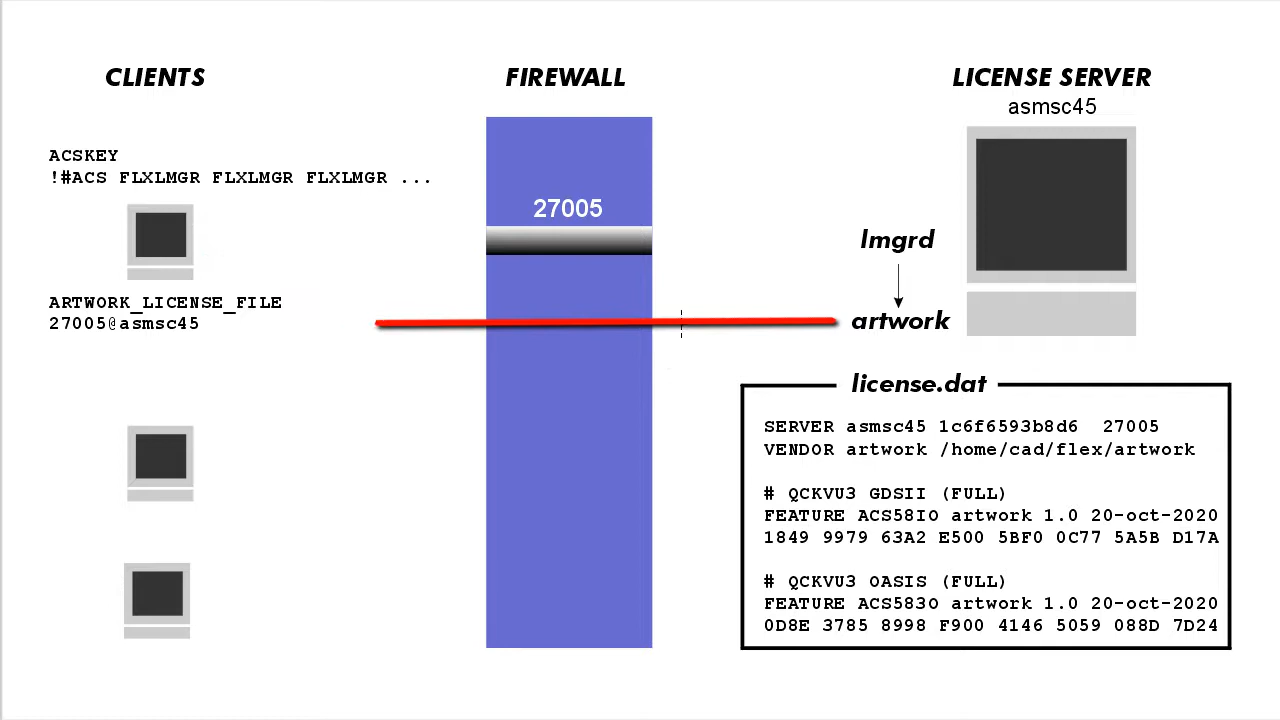 CLIENTS
FIREWALL
LICENSE SERVER
asmsc45
ACSKEY
!#ACS FLXLMGR FLXLMGR FLXLMGR ...
27005
lmgrd
ARTWORK_LICENSE_FILE
27005@asmsc45
artwork
license.dat
SERVER asmsc45 1c6f6593b8d6 27005
VENDOR artwork /home/cad/flex/artwork
# QCKVU3 GDSII (FULL)
FEATURE ACS58IO artwork 1.0 20-oct-2020
1849 9979 63A2 E500 5BF0 0C77 5A5B D17A
# QCKVU3 OASIS (FULL)
FEATURE ACS583O artwork 1.0 20-oct-2020
0D8E 3785 8998 F900 4146 5059 088D 7D24